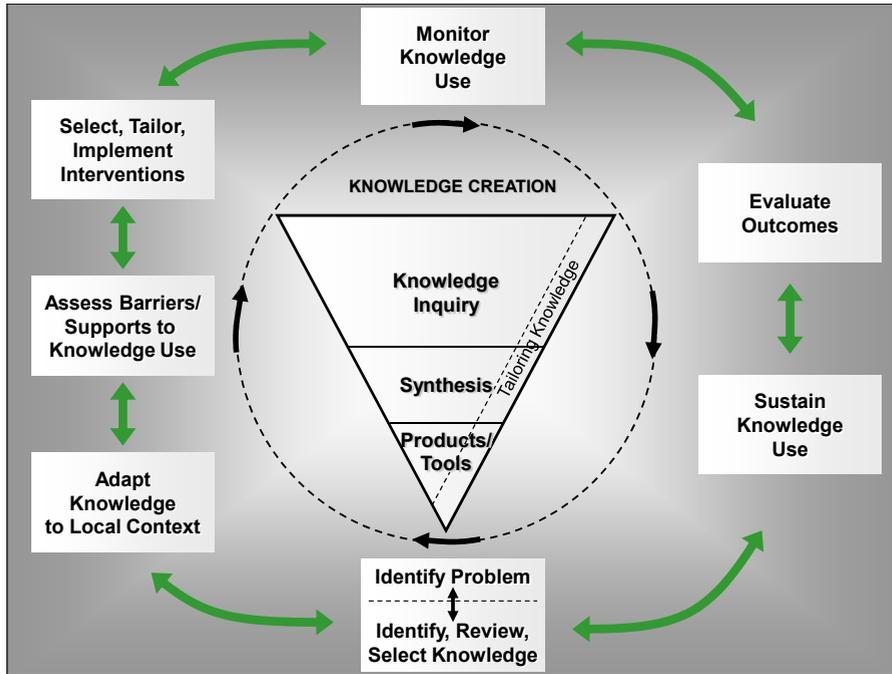 Monitor
Knowledge
Use
Select, Tailor,
Implement
Interventions
Evaluate
Outcomes
KNOWLEDGE CREATION
Knowledge
Inquiry
Tailoring Knowledge
Assess Barriers/
Supports to
Knowledge Use
Synthesis
Products/
Tools
Sustain
Knowledge
Use
Adapt
Knowledge
to Local Context
Identify Problem
Identify, Review,
Select Knowledge